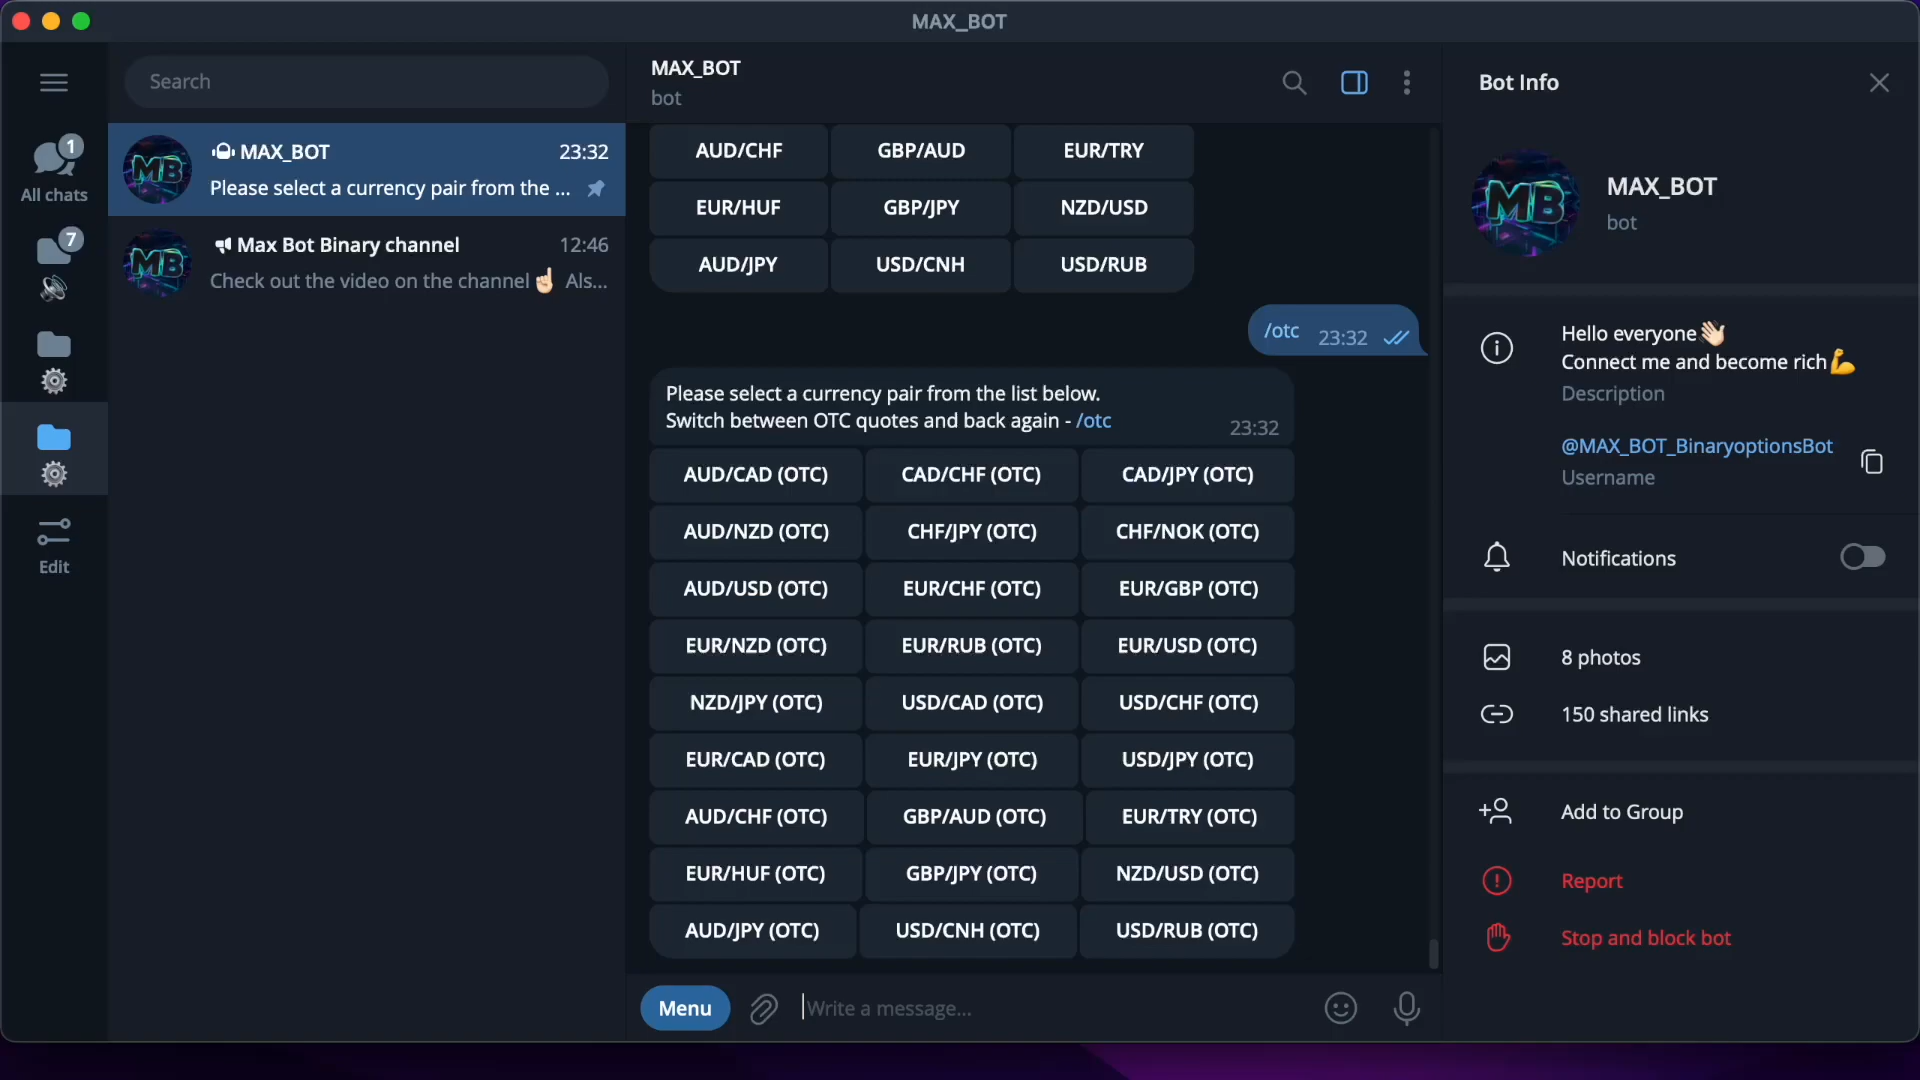 MAX_BOT
Search
1
All chats
7
Edit
MB
MAX_BOT
23:32
Please select a currency pair from the ...
MB
Max Bot Binary channel
12:46
Check out the video on the channel☝🏻 Als...
MAX_BOT
bot
AUD/CHF GBP/AUD EUR/TRY
EUR/HUF GBP/JPY NZD/USD
AUD/JPY USD/CNH USD/RUB
/otc 23:32
Please select a currency pair from the list below.
Switch between OTC quotes and back again - /otc
23:32
AUD/CAD (OTC) CAD/CHF (OTC) CAD/JPY (OTC)
AUD/NZD (OTC) CHF/JPY (OTC) CHF/NOK (OTC)
AUD/USD (OTC) EUR/CHF (OTC) EUR/GBP (OTC)
EUR/NZD (OTC) EUR/RUB (OTC) EUR/USD (OTC)
NZD/JPY (OTC) USD/CAD (OTC) USD/CHF (OTC)
EUR/CAD (OTC) EUR/JPY (OTC) USD/JPY (OTC)
AUD/CHF (OTC) GBP/AUD (OTC) EUR/TRY (OTC)
EUR/HUF (OTC) GBP/JPY (OTC) NZD/USD (OTC)
AUD/JPY (OTC) USD/CNH (OTC) USD/RUB (OTC)
Menu
Write a message...
Bot Info
MB
MAX_BOT
bot
Hello everyone👋🏻
Connect me and become rich💪
Description
@MAX_BOT_BinaryoptionsBot
Username
Notifications
8 photos
150 shared links
Add to Group
Report
Stop and block bot